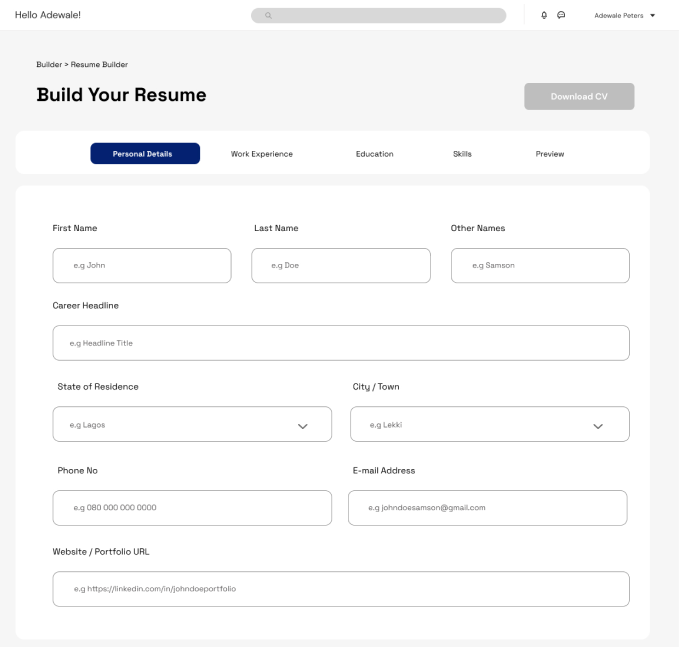 Hello Adewale!
Adewale Peters
Builder > Resume Builder
Build Your Resume
Download CV
Personal Details
Work Experience
Education
Skills
Preview
First Name
Last Name
Other Names
e.g John
e.g Doe
e.g Samson
Career Headline
e.g Headline Title
State of Residence
City / Town
e.g Lagos
e.g Lekki
Phone No
E-mail Address
e.g 080 000 000 0000
e.g johndoesamson@gmail.com
Website / Portfolio URL
e.g https://linkedin.com/in/johndoeportfolio